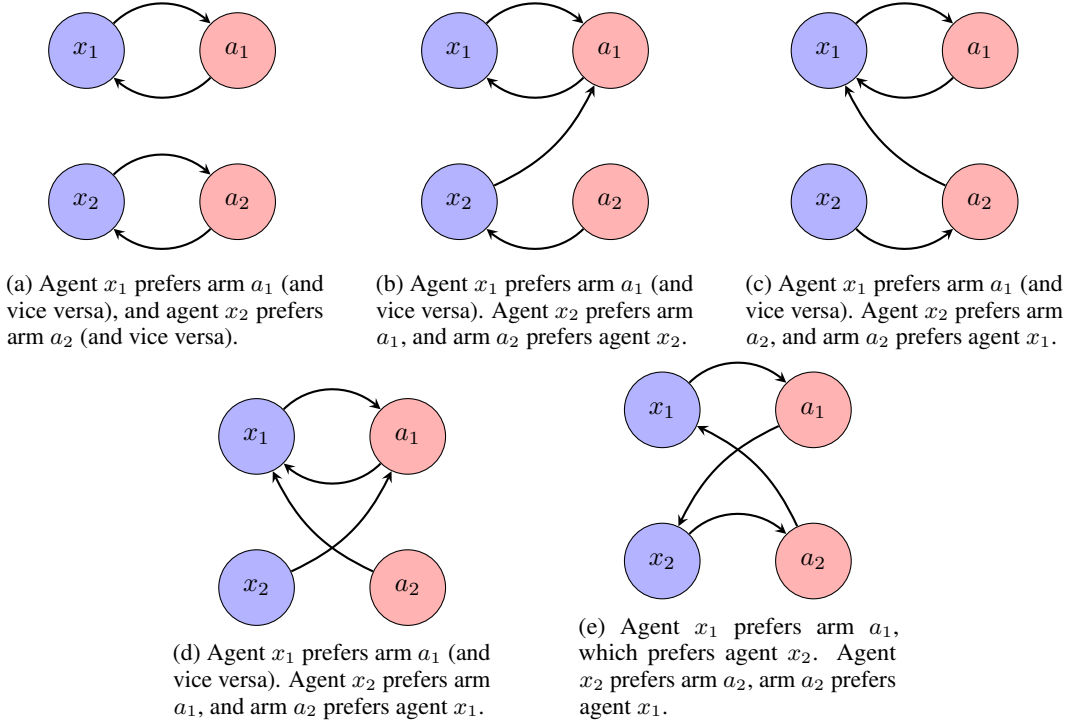 x₁ a₁
x₂ a₂
(a) Agent x₁ prefers arm a₁ (and
vice versa), and agent x₂ prefers
arm a₂ (and vice versa).
x₁ a₁
x₂ a₂
(b) Agent x₁ prefers arm a₁ (and
vice versa). Agent x₂ prefers arm
a₁, and arm a₂ prefers agent x₂.
x₁ a₁
x₂ a₂
(c) Agent x₁ prefers arm a₁ (and
vice versa). Agent x₂ prefers arm
a₂, and arm a₂ prefers agent x₁.
x₁ a₁
x₂ a₂
(d) Agent x₁ prefers arm a₁ (and
vice versa). Agent x₂ prefers arm
a₁, and arm a₂ prefers agent x₁.
x₁ a₁
x₂ a₂
(e) Agent x₁ prefers arm a₁,
which prefers agent x₂. Agent
x₂ prefers arm a₂, arm a₂ prefers
agent x₁.